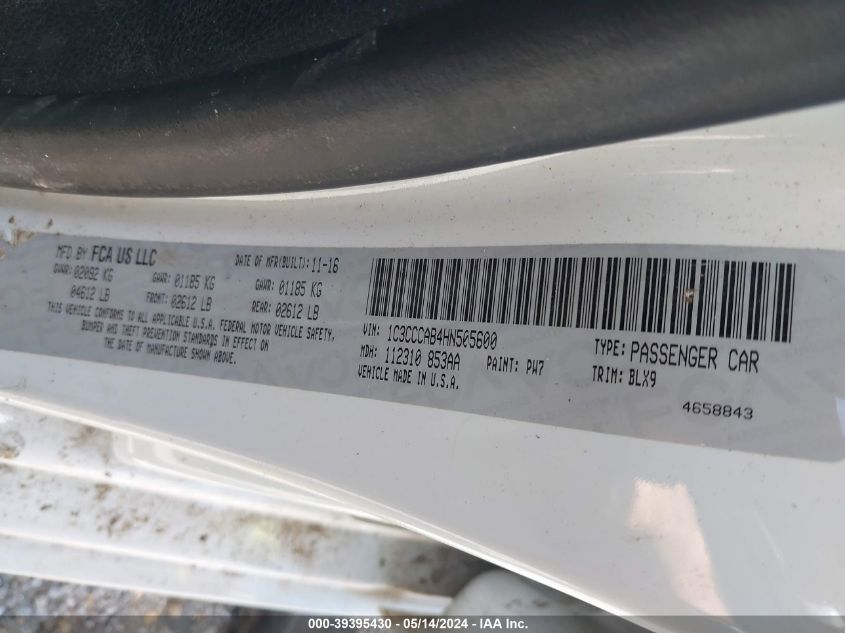 MFD BY FCA US LLC
DATE OF MFR(BUILT): 11-16
GVWR: 02092 KG
GAWR: 01185 KG
GAWR: 01185 KG
04612 LB
FRONT: 02612 LB
REAR: 02612 LB
THIS VEHICLE CONFORMS TO ALL APPLICABLE U.S.A. FEDERAL MOTOR VEHICLE SAFETY,
BUMPER AND THEFT PREVENTION STANDARDS IN EFFECT ON
THE DATE OF MANUFACTURE SHOWN ABOVE.
VIN: 1C3CCCAB4HN505600
TYPE: PASSENGER CAR
MDH: 112310 853AA
PAINT: PW7
TRIM: BLX9
VEHICLE MADE IN U.S.A.
4658843
000-39395430 - 05/14/2024 - IAA Inc.